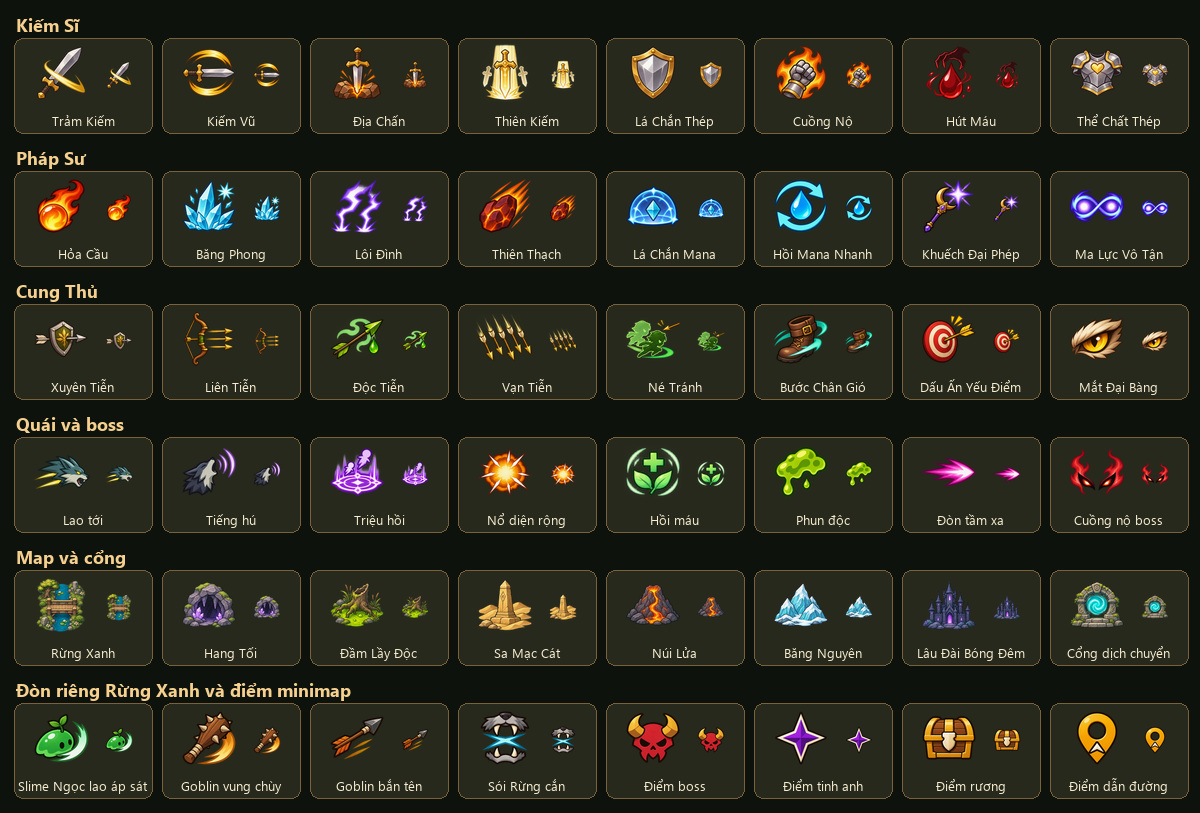 Kiếm Sĩ
Trảm Kiếm
Kiếm Vũ
Địa Chấn
Thiên Kiếm
Lá Chắn Thép
Cuồng Nộ
Hút Máu
Thể Chất Thép
Pháp Sư
Hỏa Cầu
Băng Phong
Lôi Đình
Thiên Thạch
Lá Chắn Mana
Hồi Mana Nhanh
Khuếch Đại Phép
Ma Lực Vô Tận
Cung Thủ
Xuyên Tiễn
Liên Tiễn
Độc Tiễn
Vạn Tiễn
Né Tránh
Bước Chân Gió
Dấu Ấn Yếu Điểm
Mắt Đại Bàng
Quái và boss
Lao tới
Tiếng hú
Triệu hồi
Nổ diện rộng
Hồi máu
Phun độc
Đòn tầm xa
Cuồng nộ boss
Map và cổng
Rừng Xanh
Hang Tối
Đầm Lầy Độc
Sa Mạc Cát
Núi Lửa
Băng Nguyên
Lâu Đài Bóng Đêm
Cổng dịch chuyển
Đòn riêng Rừng Xanh và điểm minimap
Slime Ngọc lao áp sát
Goblin vung chùy
Goblin bắn tên
Sói Rừng cắn
Điểm boss
Điểm tinh anh
Điểm rương
Điểm dẫn đường